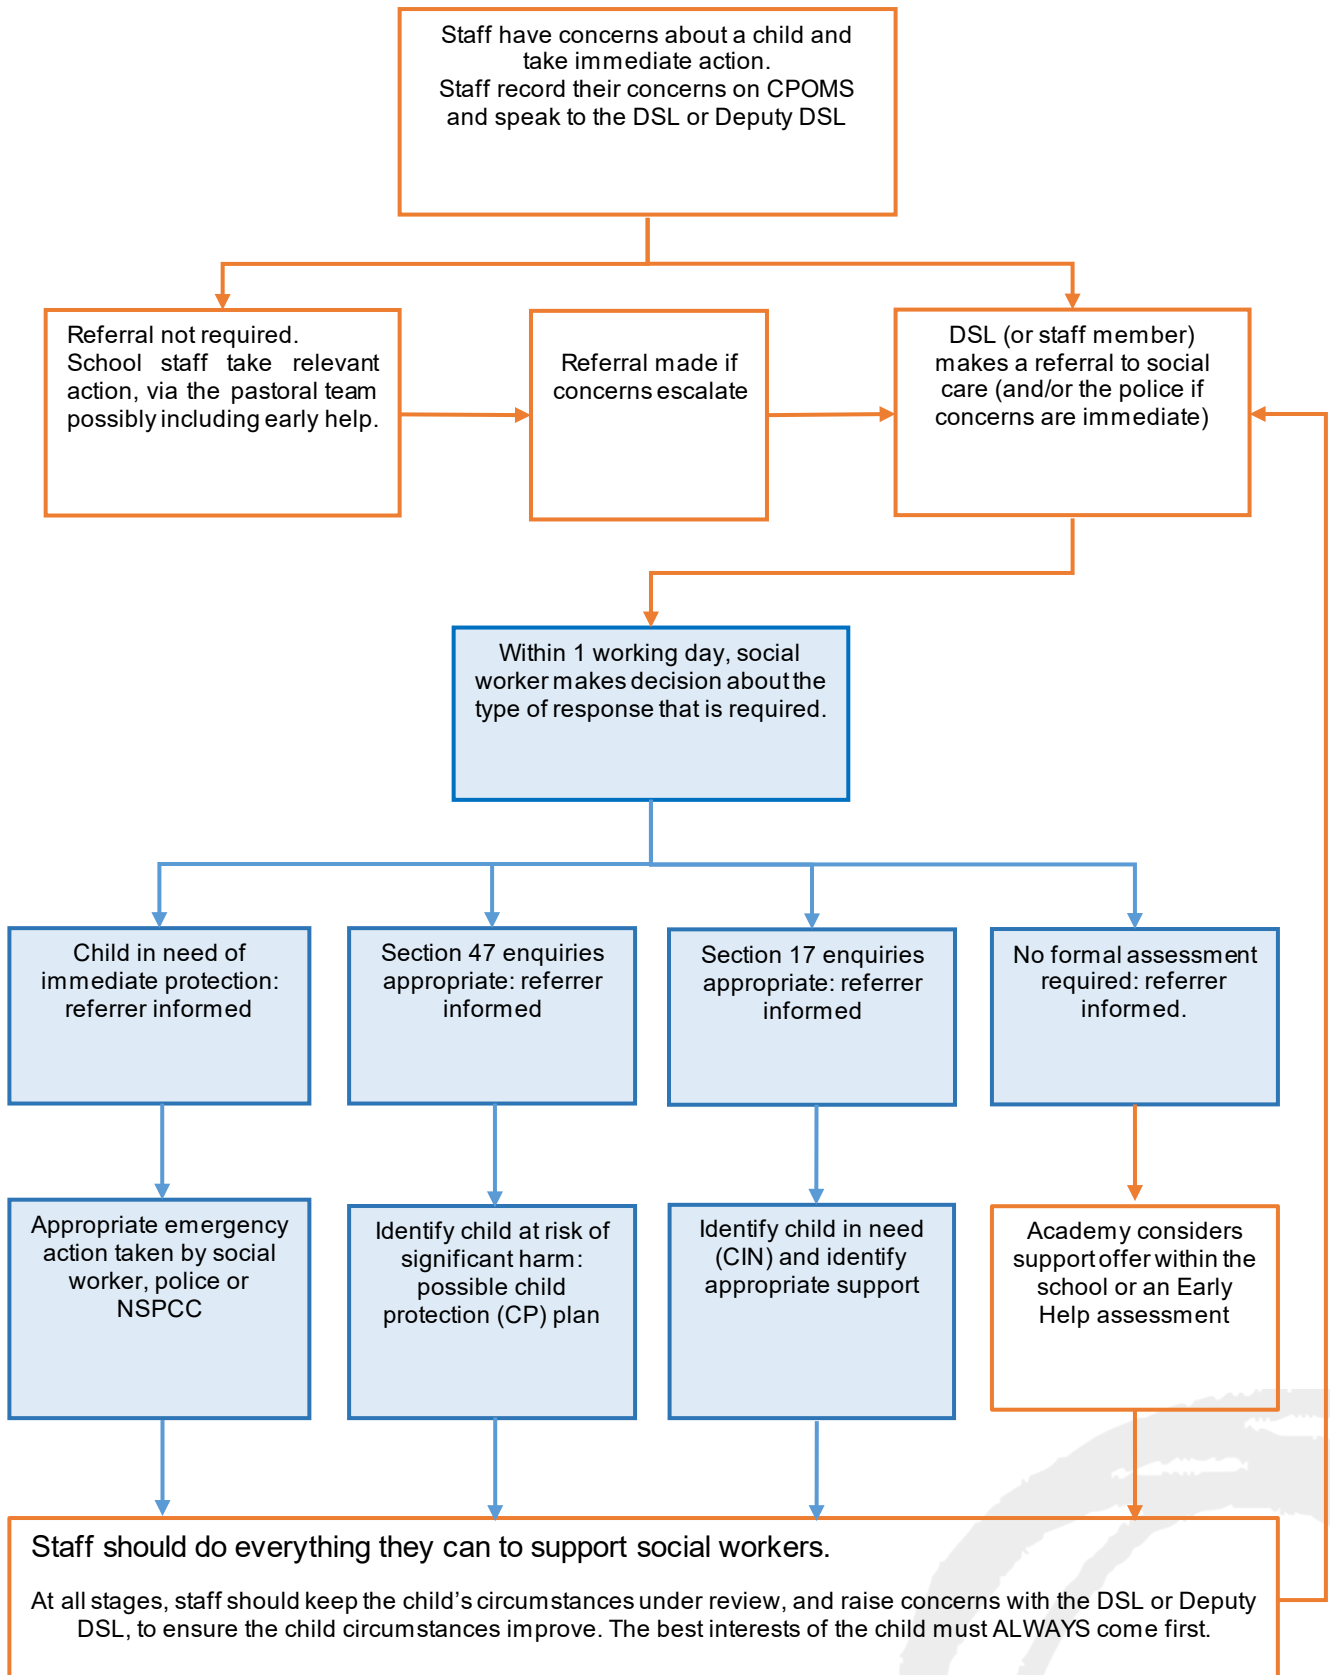 Staff have concerns about a child and
take immediate action.
Staff record their concerns on CPOMS
and speak to the DSL or Deputy DSL
Referral not required.
School staff take relevant
action, via the pastoral team
possibly including early help.
Referral made if
concerns escalate
DSL (or staff member)
makes a referral to social
care (and/or the police if
concerns are immediate)
Within 1 working day, social
worker makes decision about the
type of response that is required.
Child in need of
immediate protection:
referrer informed
Section 47 enquiries
appropriate: referrer
informed
Section 17 enquiries
appropriate: referrer
informed
No formal assessment
required: referrer
informed.
Appropriate emergency
action taken by social
worker, police or
NSPCC
Identify child at risk of
significant harm:
possible child
protection (CP) plan
Identify child in need
(CIN) and identify
appropriate support
Academy considers
support offer within the
school or an Early
Help assessment
Staff should do everything they can to support social workers.
At all stages, staff should keep the child’s circumstances under review, and raise concerns with the DSL or Deputy
DSL, to ensure the child circumstances improve. The best interests of the child must ALWAYS come first.